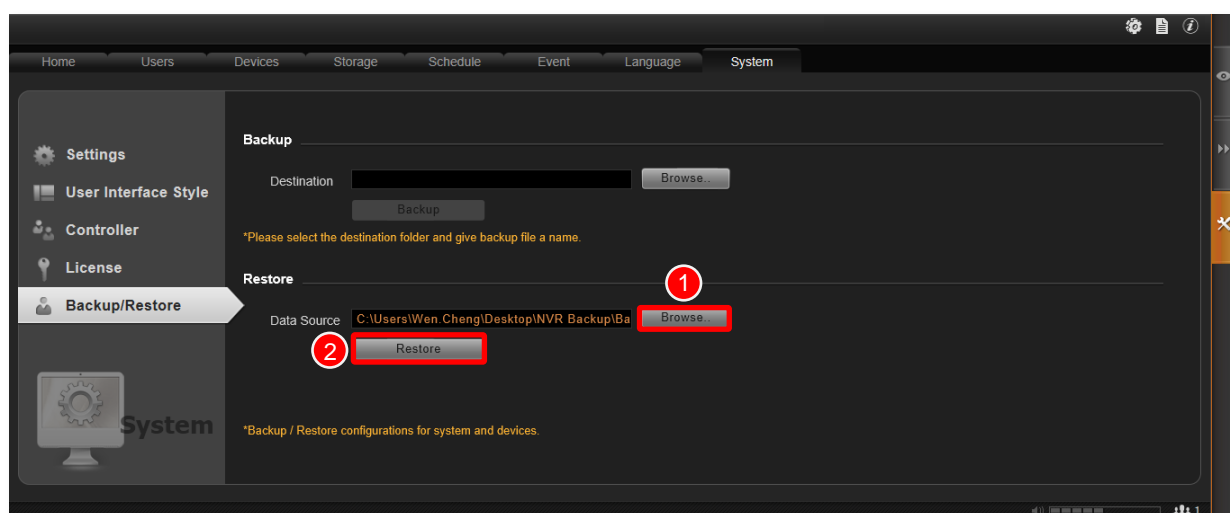 Home Users Devices Storage Schedule Event Language System
Settings
User Interface Style
Controller
License
Backup/Restore
System
Backup
Destination Browse..
Backup
*Please select the destination folder and give backup file a name.
Restore
1
Data Source C:\Users\Wen.Cheng\Desktop\NVR Backup\Ba Browse..
2 Restore
*Backup / Restore configurations for system and devices.
1